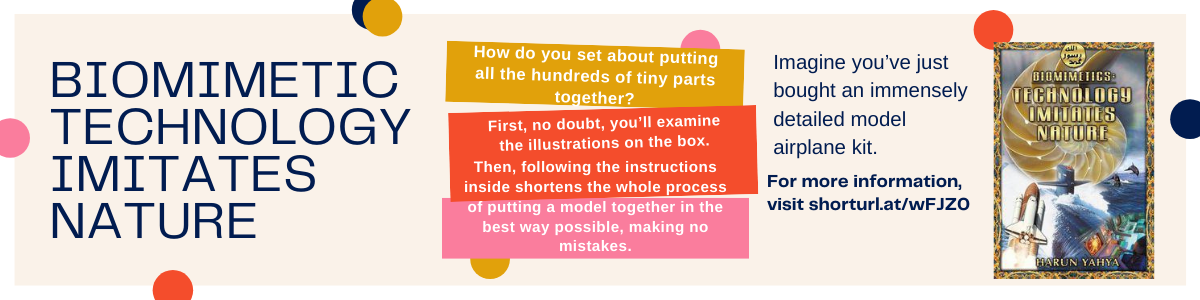 BIOMIMETIC
TECHNOLOGY
IMITATES
NATURE
How do you set about putting
all the hundreds of tiny parts
together?
First, no doubt, you’ll examine
the illustrations on the box.
Then, following the instructions
inside shortens the whole process
of putting a model together in the
best way possible, making no
mistakes.
Imagine you’ve just
bought an immensely
detailed model
airplane kit.
For more information,
visit shorturl.at/wFJZ0
BIOMIMETICS:
TECHNOLOGY
IMITATES
NATURE
HARUN YAHYA